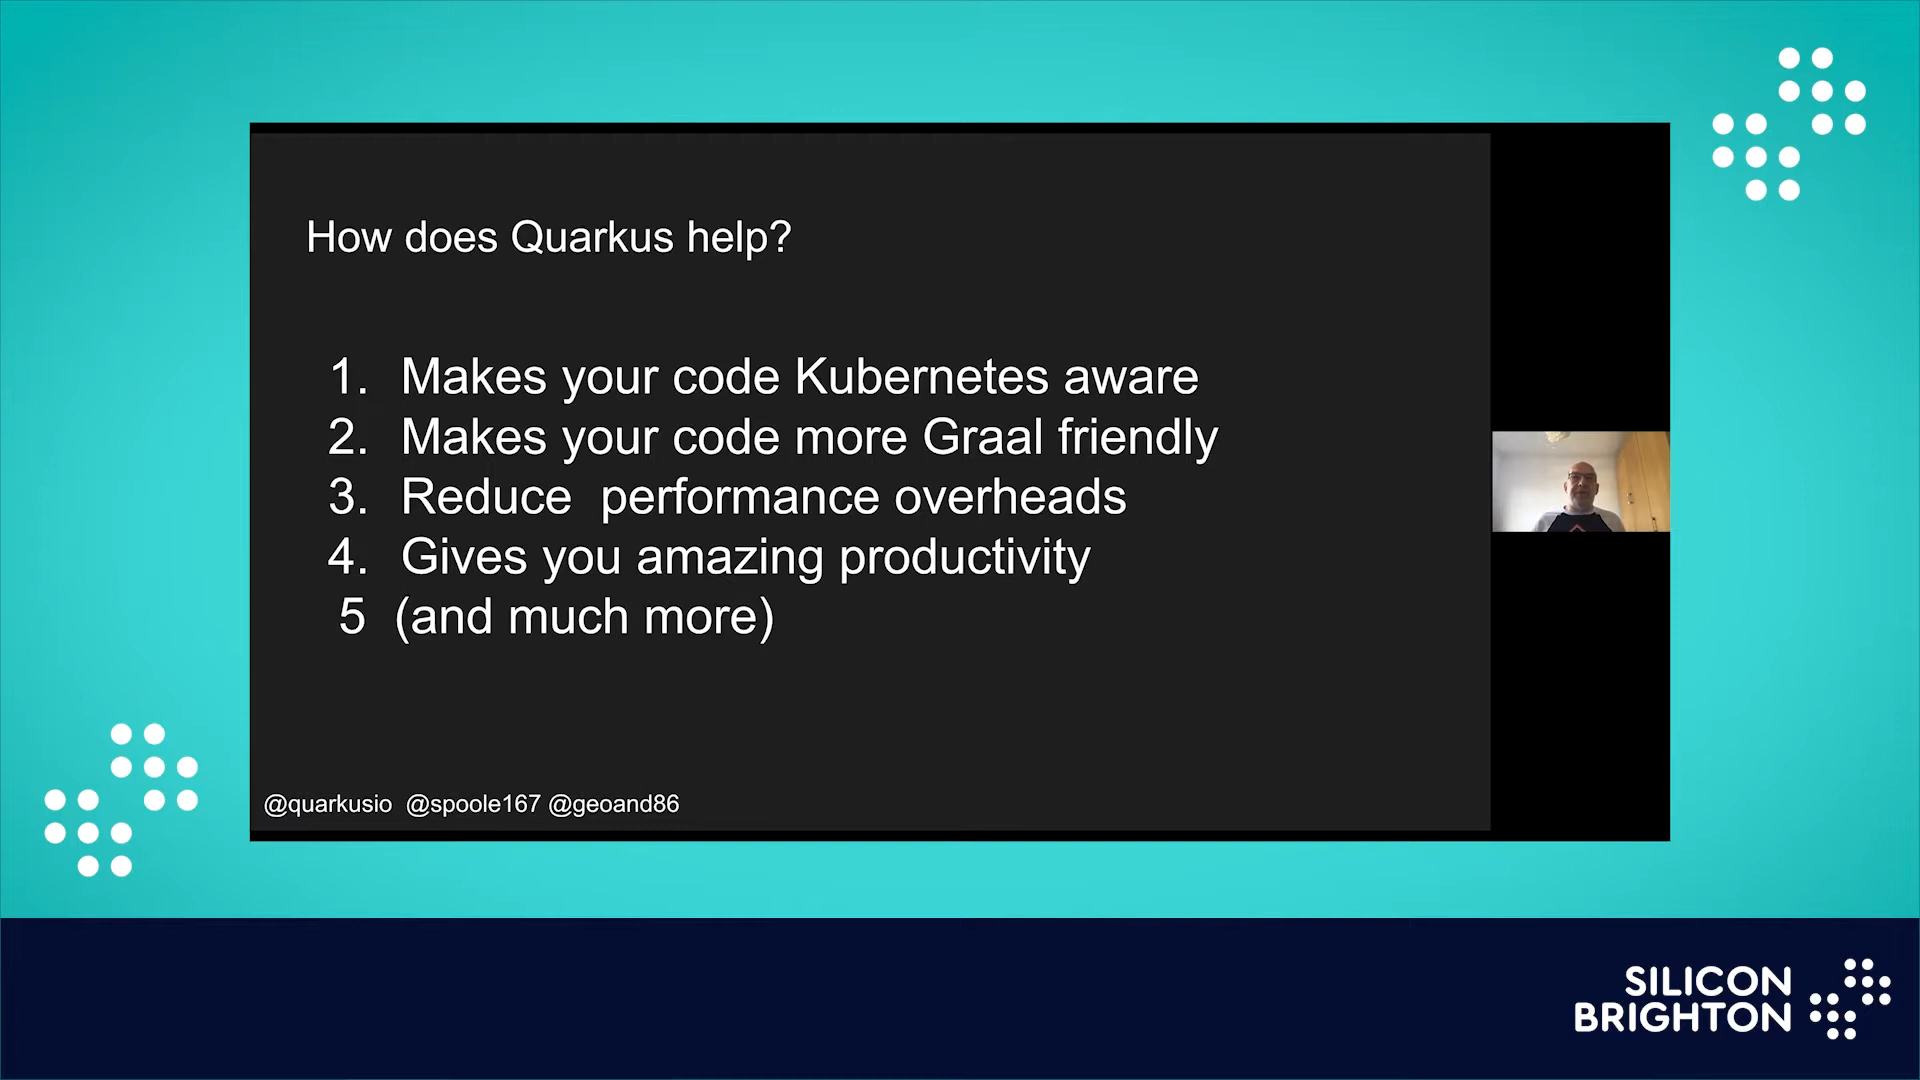 How does Quarkus help?
1. Makes your code Kubernetes aware
2. Makes your code more Graal friendly
3. Reduce  performance overheads
4. Gives you amazing productivity
5  (and much more)
@quarkusio  @spoole167 @geoand86
SILICON
BRIGHTON